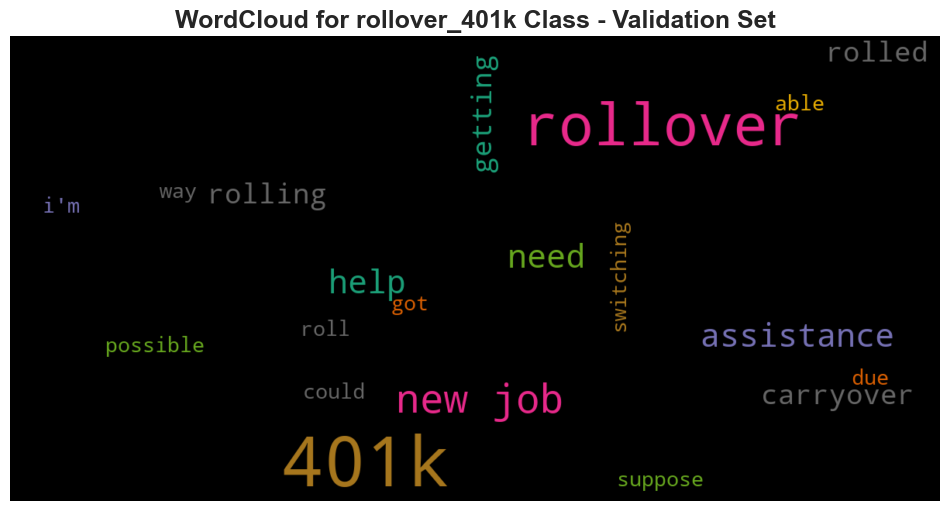 WordCloud for rollover_401k Class - Validation Set
rolled
getting
able
rollover
way
rolling
i'm
switching
need
help
got
roll
assistance
possible
due
could
new job
carryover
401k
suppose